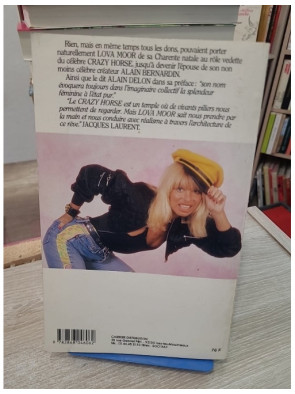 Rien, mais en même temps tous les dons, pouvaient porter
naturellement LOVA MOOR de sa Charente natale au rôle vedette
du célèbre CRAZY HORSE, jusqu'à devenir l'épouse de son non
moins célèbre créateur ALAIN BERNARDIN.
Ainsi que le dit ALAIN DELON dans sa préface : "son nom
évoquera toujours dans l'imaginaire collectif la splendeur
féminine à l'état pur."
"Le CRAZY HORSE est un temple où de vivants piliers nous
permettent de regarder. Mais LOVA MOOR sait nous prendre par
la main et nous conduire avec réalisme à travers l'architecture de
ce rêve." JACQUES LAURENT.